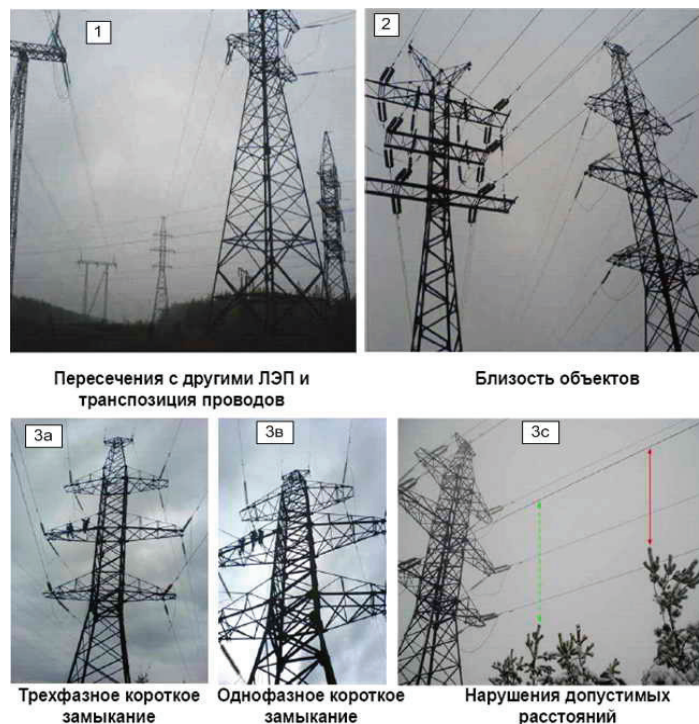 1
2
Пересечения с другими ЛЭП и
транспозиция проводов
Близость объектов
3а
3в
3с
Трехфазное короткое
замыкание
Однофазное короткое
замыкание
Нарушения допустимых
расстояний